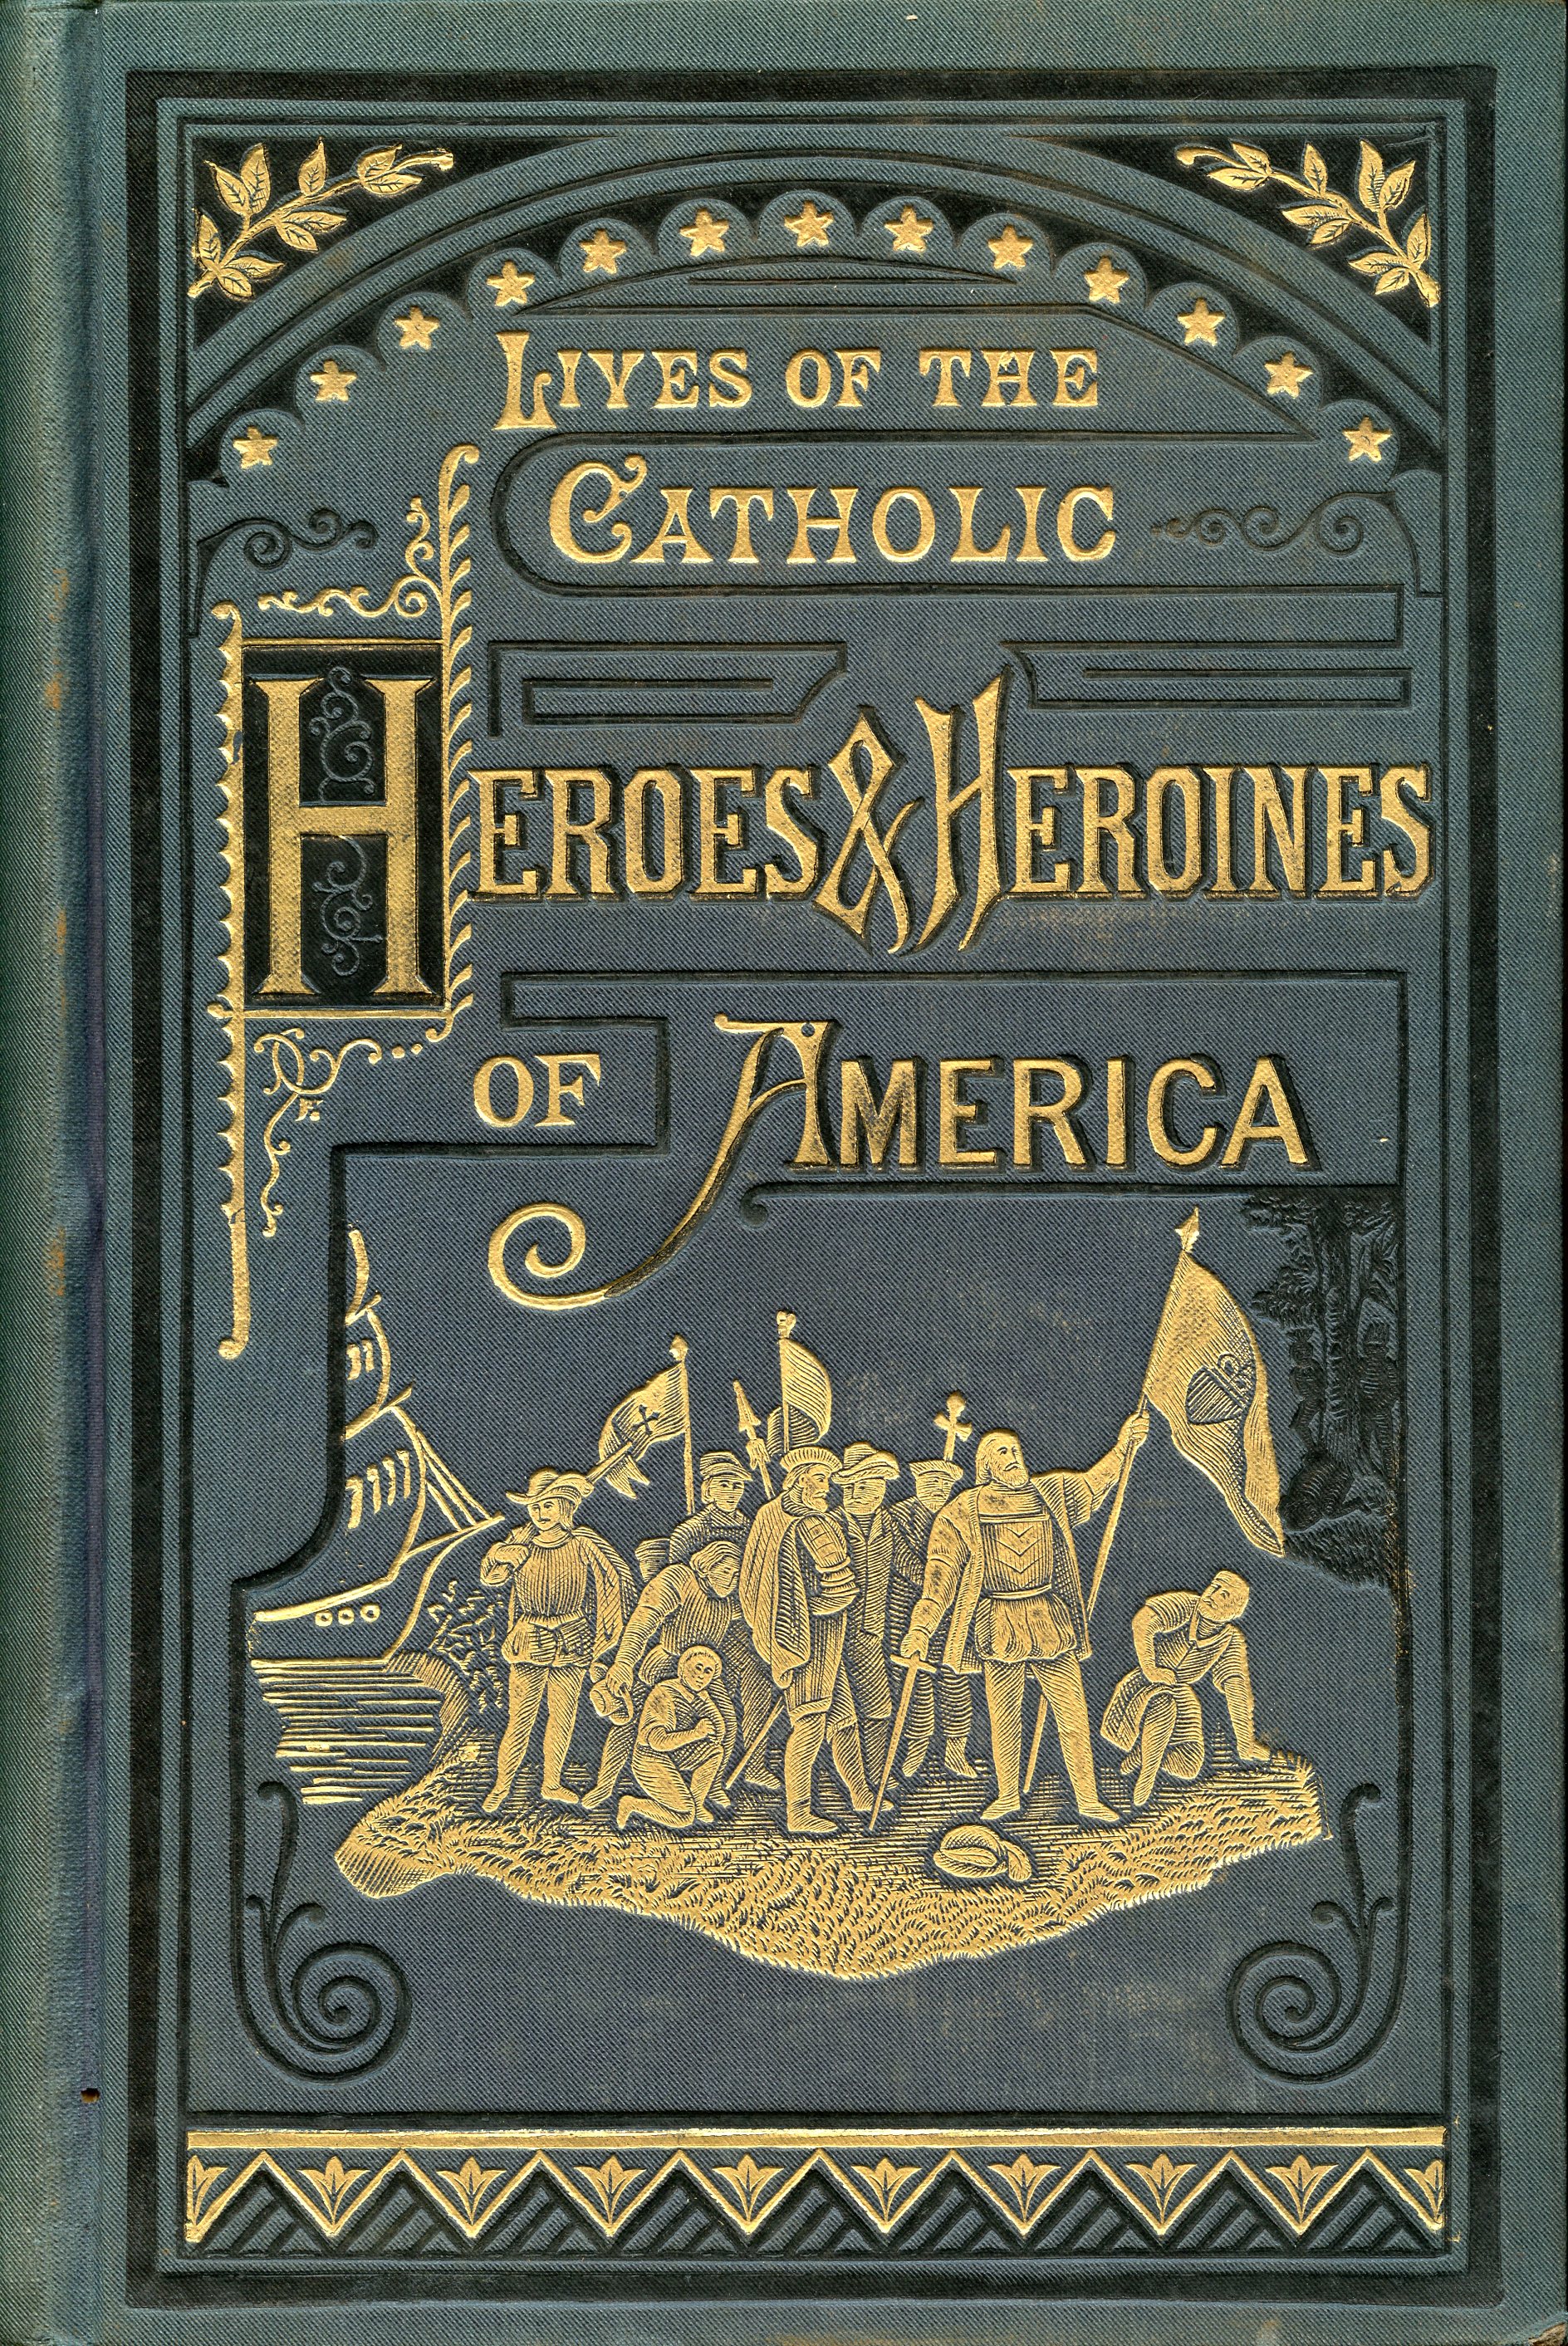 LIVES OF THE
CATHOLIC
HEROES & HEROINES
OF AMERICA